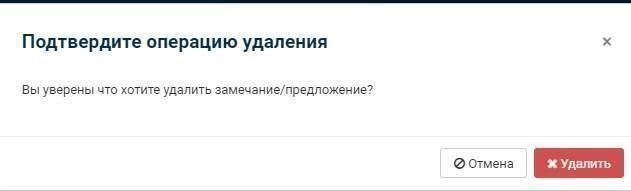 Подтвердите операцию удаления
Вы уверены что хотите удалить замечание/предложение?
Отмена
Удалить